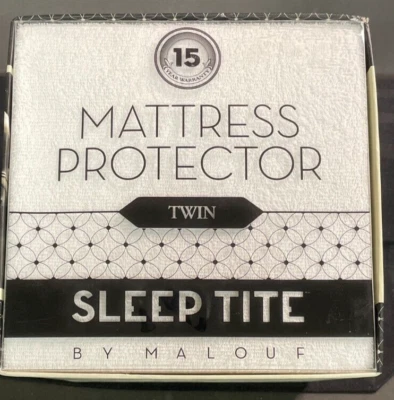 15
YEAR WARRANTY
MATTRESS
PROTECTOR
TWIN
SLEEP TITE
BY MALOUF